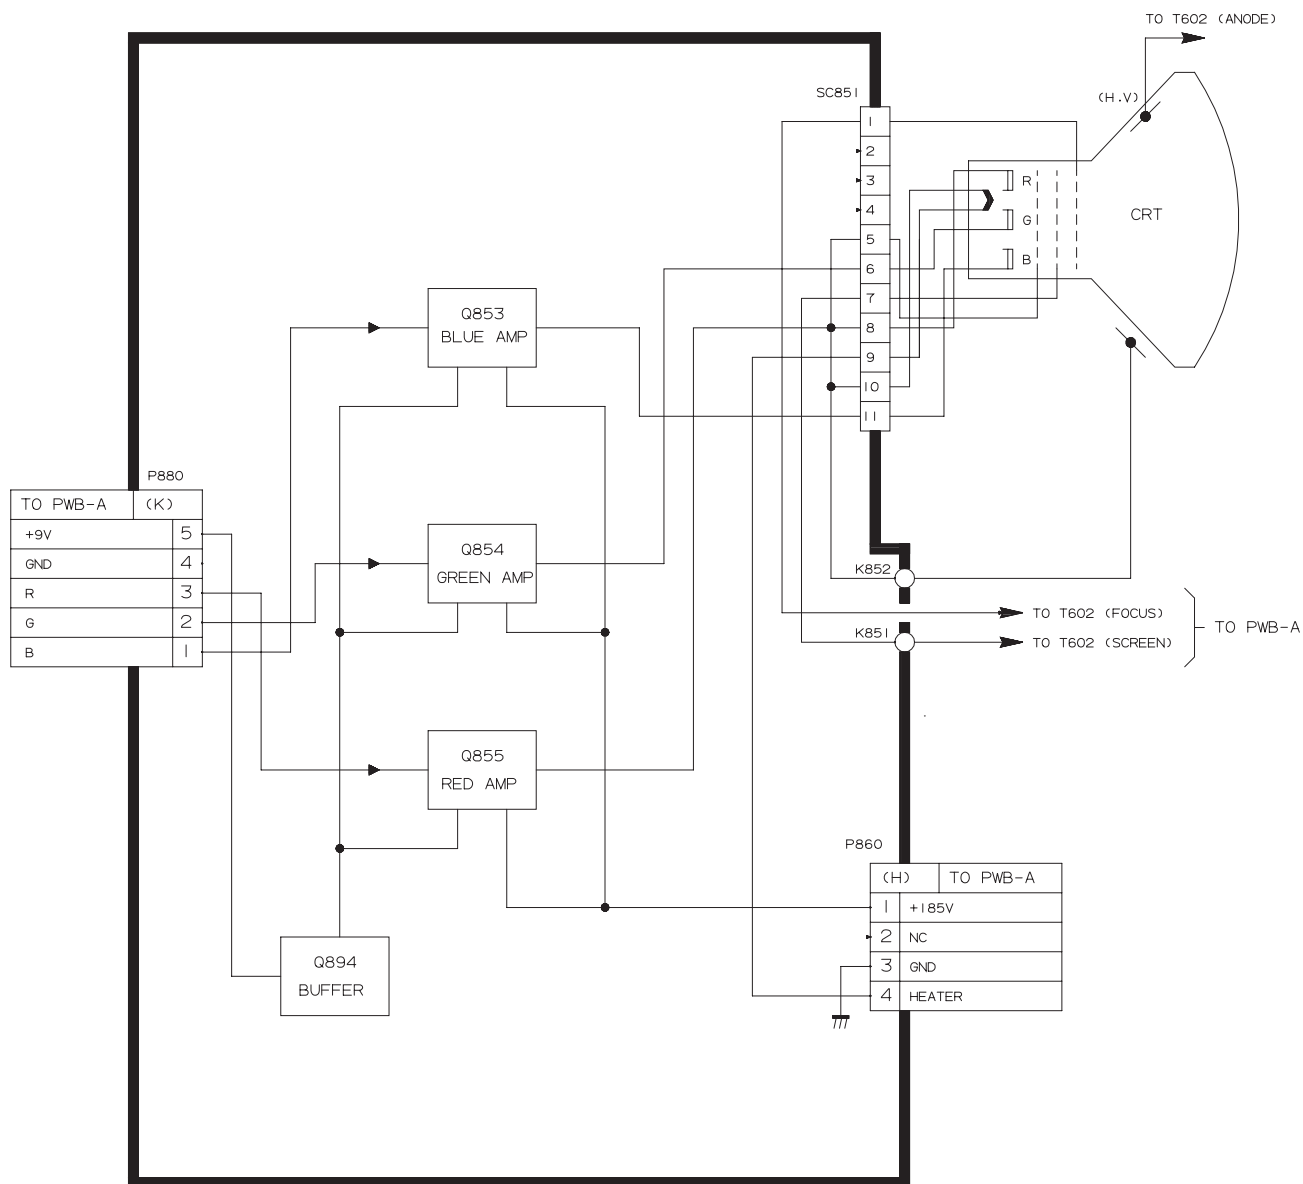 TO T602 (ANODE)
SC851
(H.V)
1
2
3
4
5
6
7
8
9
10
11
R
G
B
CRT
Q853
BLUE AMP
P880
TO PWB-A (K)
+9V 5
GND 4
R 3
G 2
B 1
Q854
GREEN AMP
K852
TO T602 (FOCUS)
K851
TO T602 (SCREEN)
TO PWB-A
Q855
RED AMP
P860
(H) TO PWB-A
1 +185V
2 NC
3 GND
4 HEATER
Q894
BUFFER